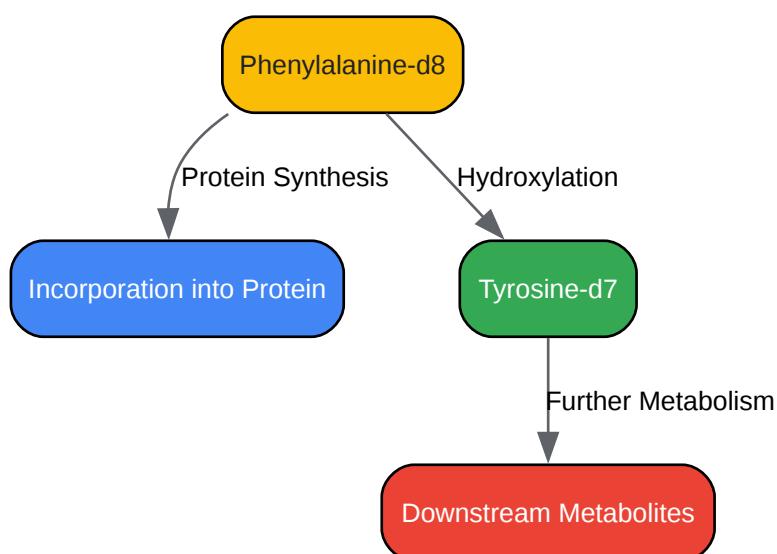 Phenylalanine-d8
Protein Synthesis
Hydroxylation
Incorporation into Protein
Tyrosine-d7
Further Metabolism
Downstream Metabolites